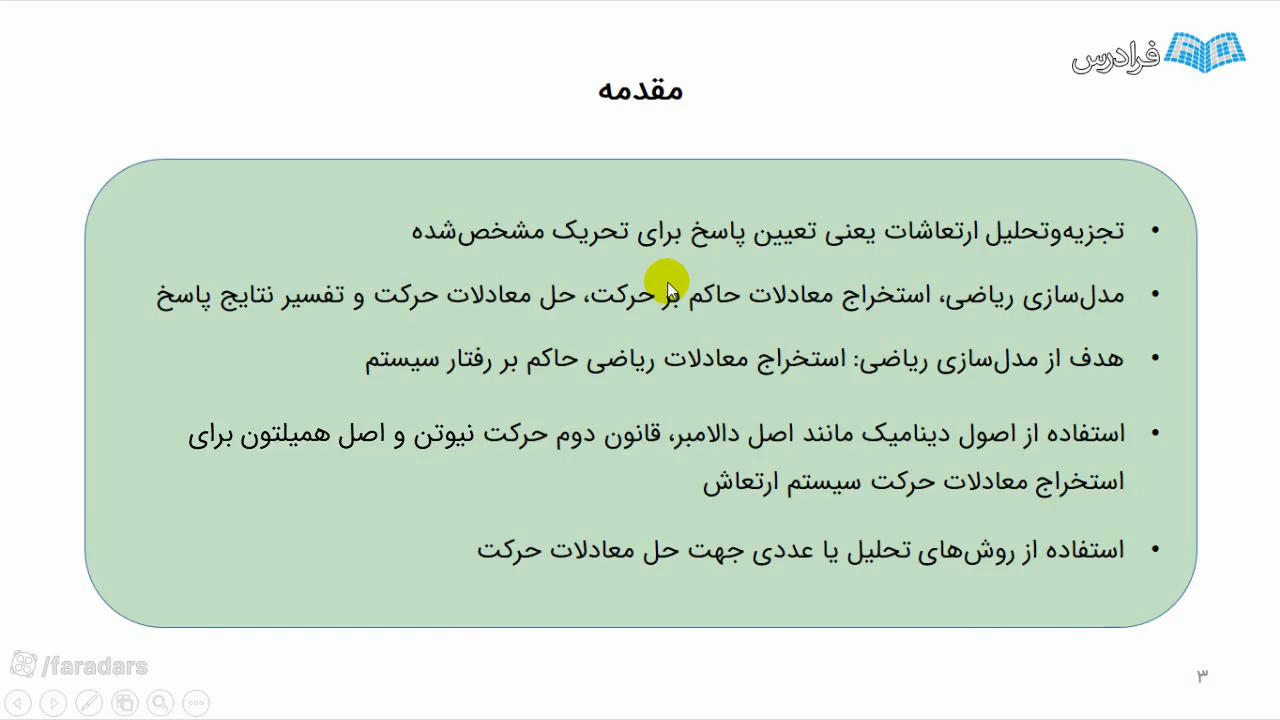 فرادرس
مقدمه
• تجزیه‌وتحلیل ارتعاشات یعنی تعیین پاسخ برای تحریک مشخص‌شده
• مدل‌سازی ریاضی، استخراج معادلات حاکم بر حرکت، حل معادلات حرکت و تفسیر نتایج پاسخ
• هدف از مدل‌سازی ریاضی: استخراج معادلات ریاضی حاکم بر رفتار سیستم
• استفاده از اصول دینامیک مانند اصل دالامبر، قانون دوم حرکت نیوتن و اصل همیلتون برای
استخراج معادلات حرکت سیستم ارتعاش
• استفاده از روش‌های تحلیل یا عددی جهت حل معادلات حرکت
/faradars
۳